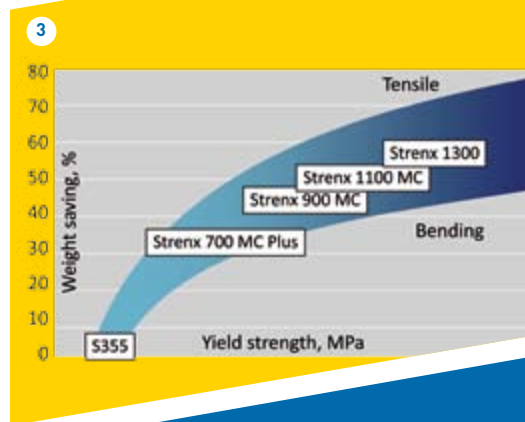 3
80
70
60
50
40
30
20
10
0
Weight saving, %
Tensile
Strenx 1300
Strenx 1100 MC
Strenx 900 MC
Bending
Strenx 700 MC Plus
S355
Yield strength, MPa